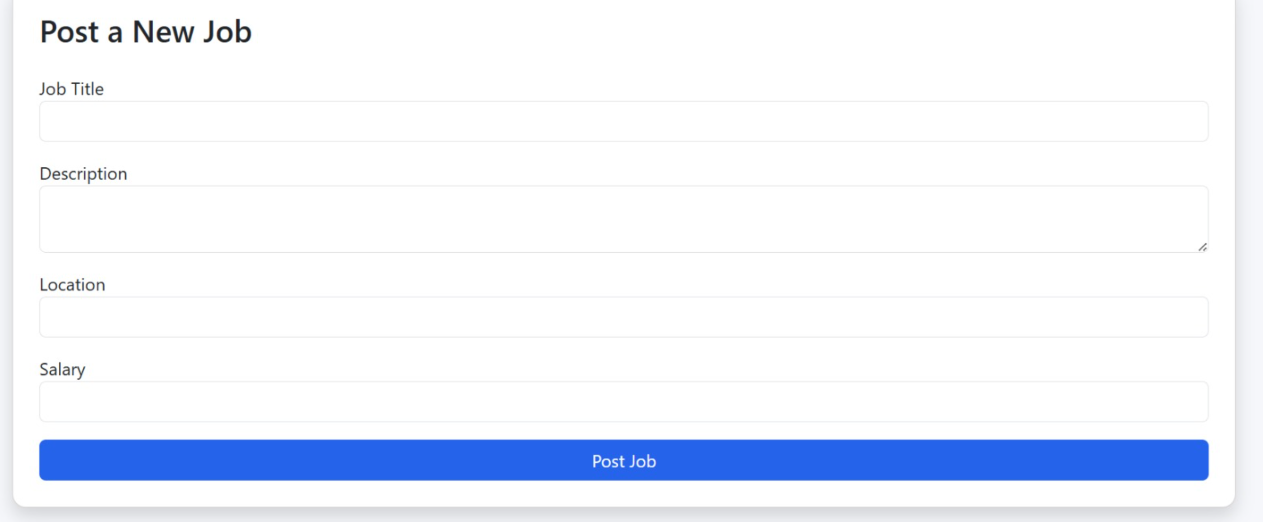 Post a New Job
Job Title
Description
Location
Salary
Post Job